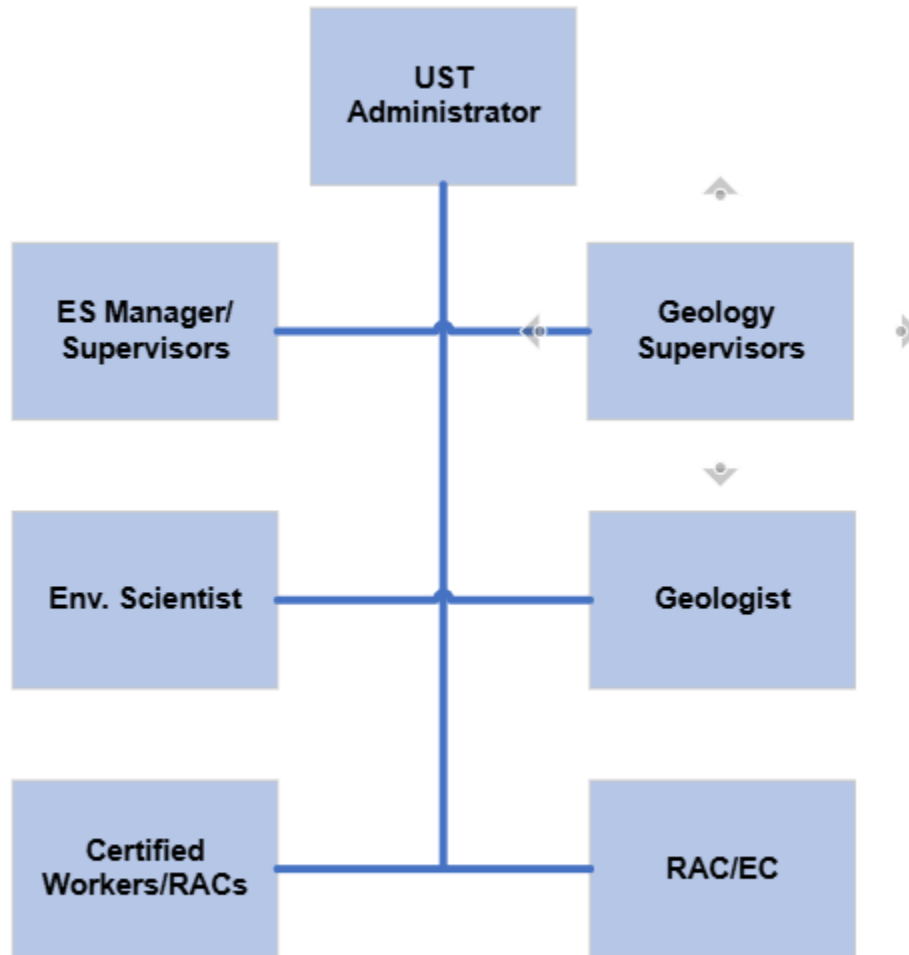 UST
Administrator
ES Manager/
Supervisors
Geology
Supervisors
Env. Scientist
Geologist
Certified
Workers/RACs
RAC/EC